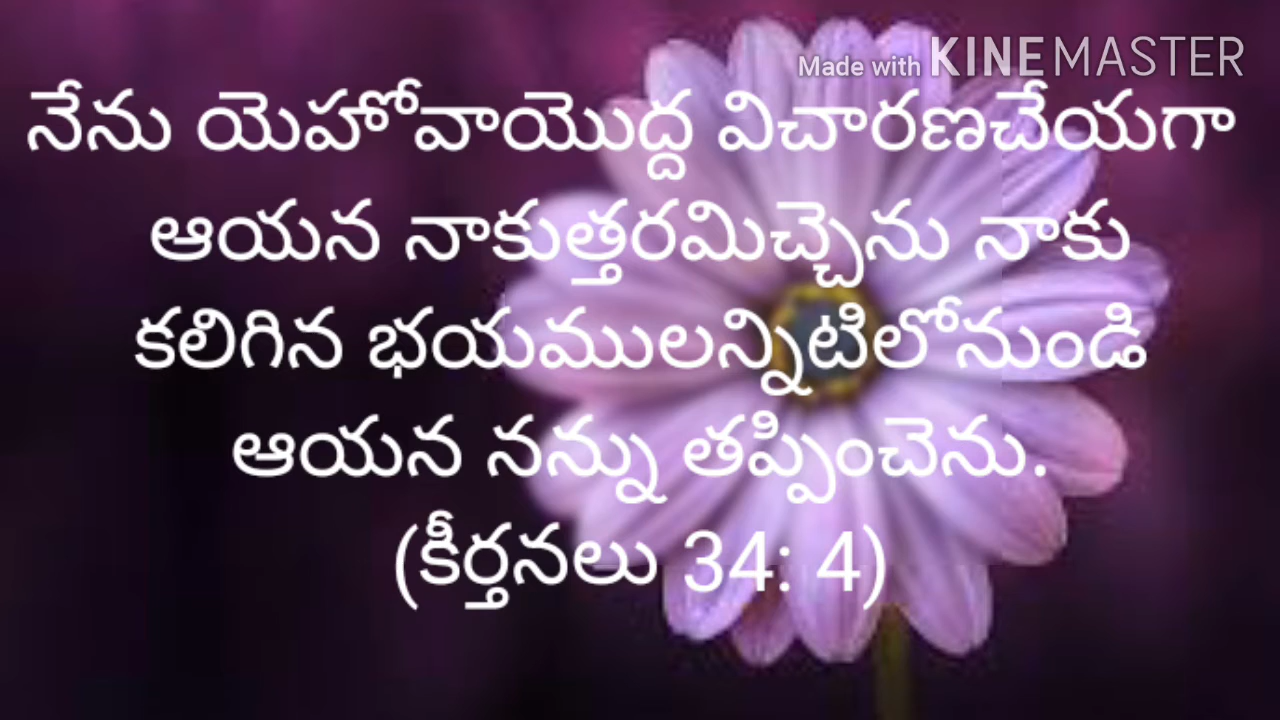 Made with KINEMASTER
నేను యెహోవాయొద్ద విచారణచేయగా
ఆయన నాకుత్తరమిచ్చెను నాకు
కలిగిన భయములన్నిటిలోనుండి
ఆయన నన్ను తప్పించెను.
(కీర్తనలు 34: 4)